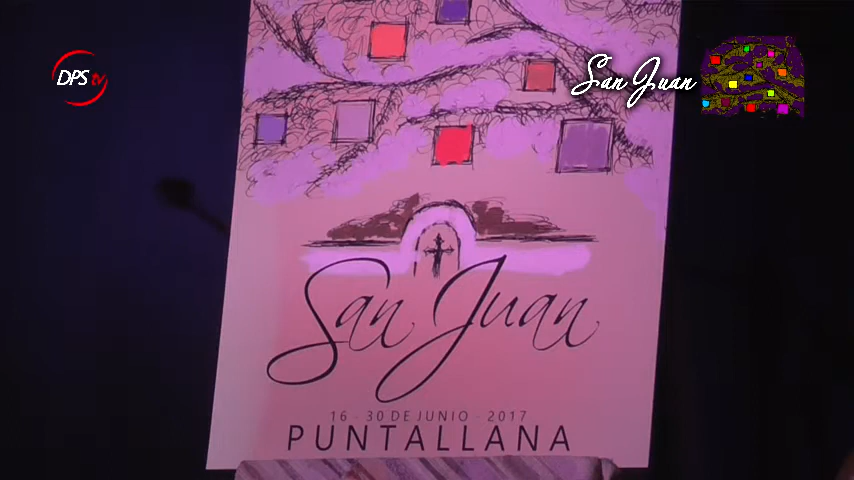 DPS tv
San Juan
San Juan
16 - 30 DE JUNIO - 2017
PUNTALLANA